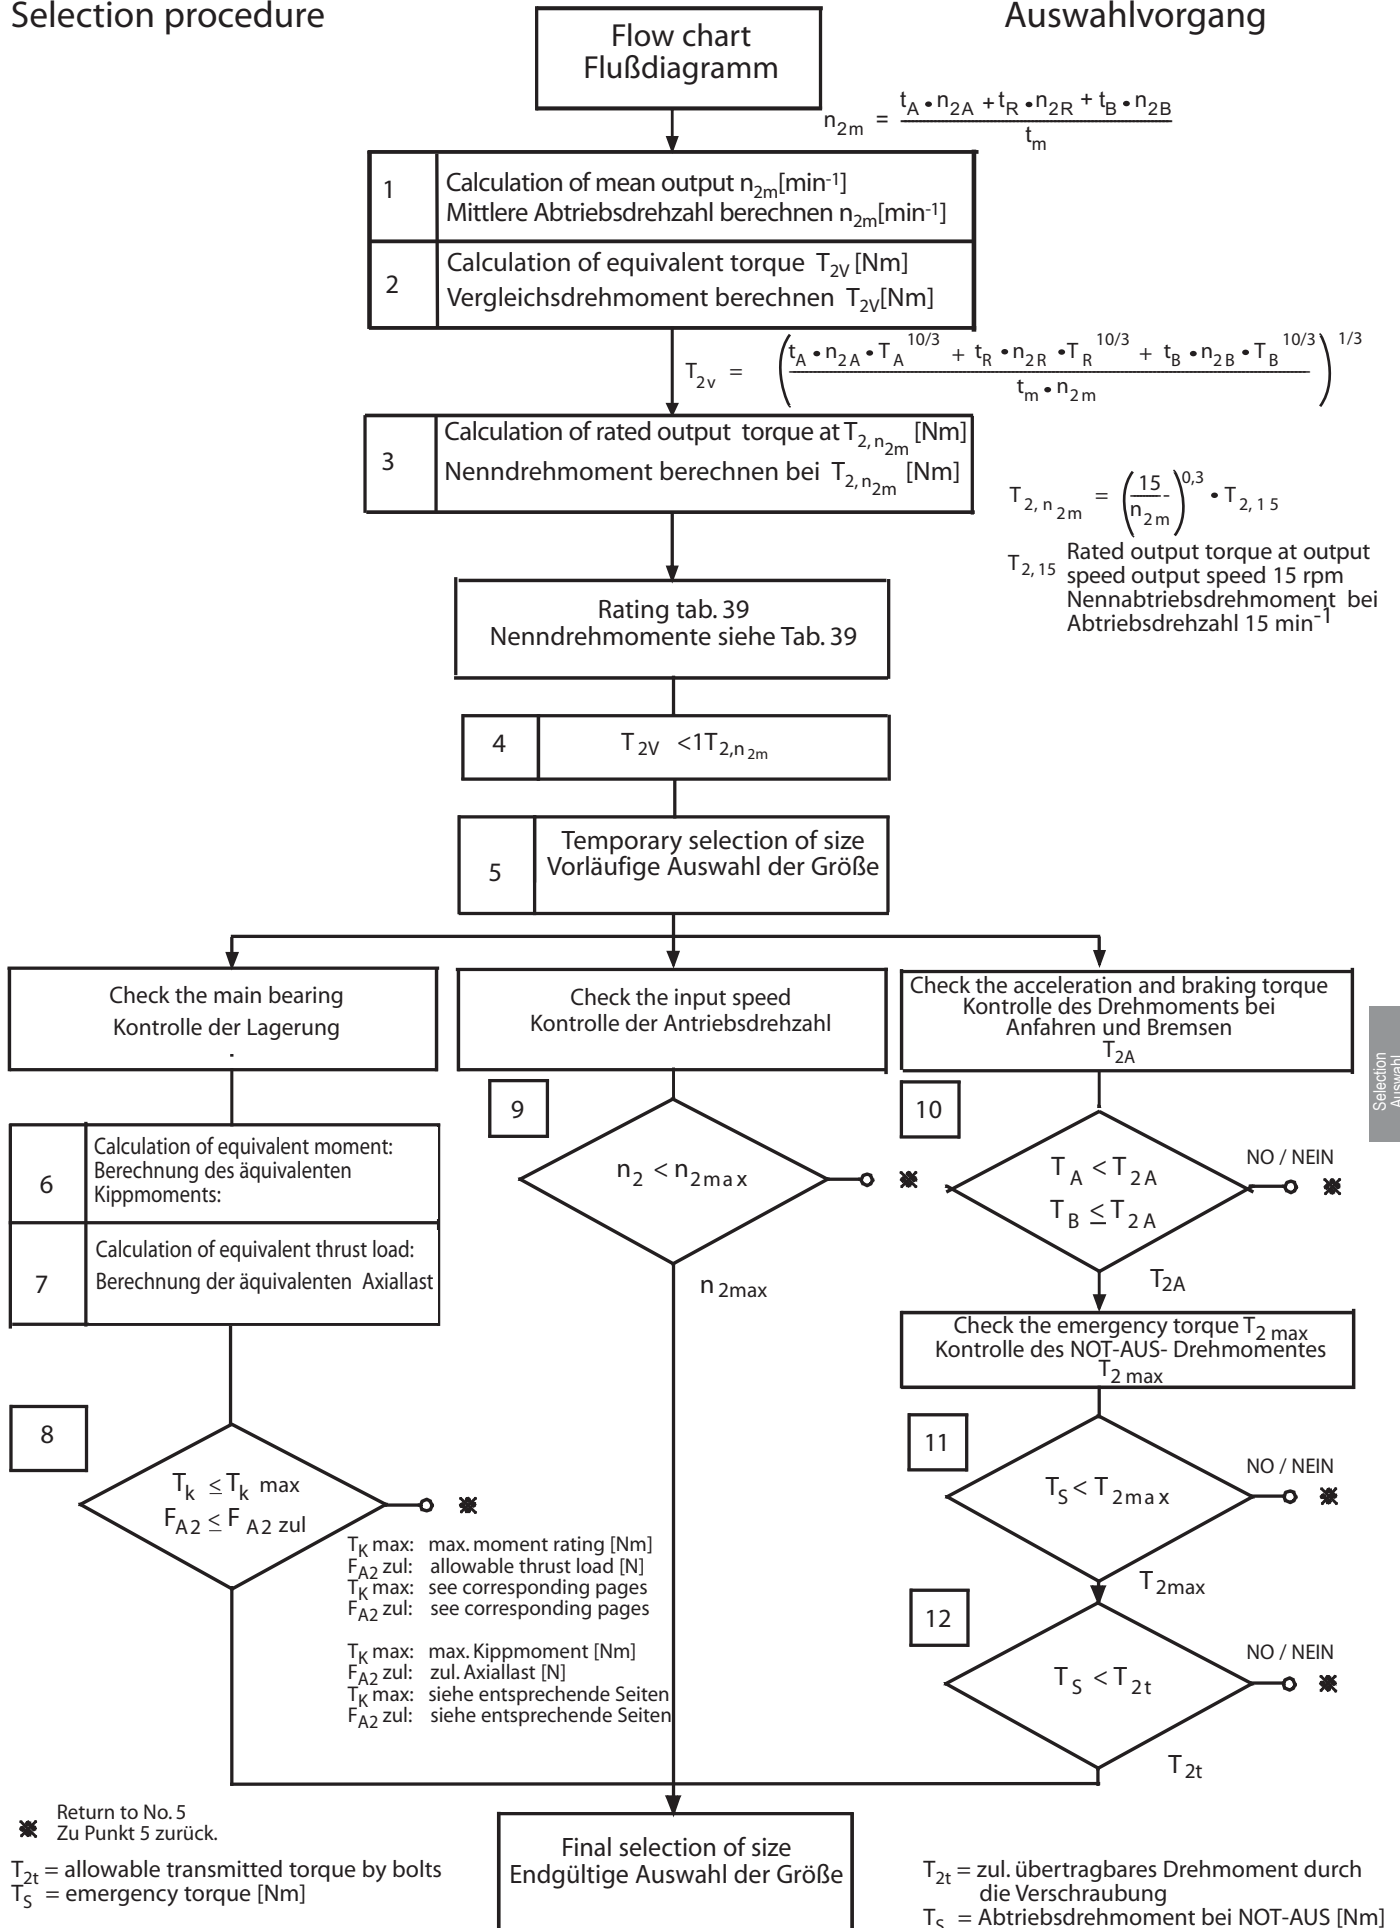 Selection procedure
Auswahlvorgang
Flow chart
Flußdiagramm
n2m = (tA • n2A + tR • n2R + tB • n2B) / tm
1
Calculation of mean output n2m[min-1]
Mittlere Abtriebsdrehzahl berechnen n2m[min-1]
2
Calculation of equivalent torque T2V [Nm]
Vergleichsdrehmoment berechnen T2V[Nm]
T2v = ((tA • n2A • TA^10/3 + tR • n2R • TR^10/3 + tB • n2B • TB^10/3) / (tm • n2m))^1/3
3
Calculation of rated output torque at T2, n2m [Nm]
Nenndrehmoment berechnen bei T2, n2m [Nm]
T2, n2m = (15 / n2m)^0,3 • T2, 15
T2, 15 Rated output torque at output
speed output speed 15 rpm
Nennabtriebsdrehmoment bei
Abtriebsdrehzahl 15 min-1
Rating tab. 39
Nenndrehmomente siehe Tab. 39
4
T2V <1T2,n2m
5
Temporary selection of size
Vorläufige Auswahl der Größe
Check the main bearing
Kontrolle der Lagerung
.
Check the input speed
Kontrolle der Antriebsdrehzahl
Check the acceleration and braking torque
Kontrolle des Drehmoments bei
Anfahren und Bremsen
T2A
Selection
Auswahl
6
Calculation of equivalent moment:
Berechnung des äquivalenten
Kippmoments:
7
Calculation of equivalent thrust load:
Berechnung der äquivalenten Axiallast
9
n2 < n2max
n2max
10
TA < T2A
TB ≤ T2A
NO / NEIN
T2A
Check the emergency torque T2 max
Kontrolle des NOT-AUS- Drehmomentes
T2 max
8
Tk ≤ Tk max
FA2 ≤ FA2 zul
TK max: max. moment rating [Nm]
FA2 zul: allowable thrust load [N]
TK max: see corresponding pages
FA2 zul: see corresponding pages
TK max: max. Kippmoment [Nm]
FA2 zul: zul. Axiallast [N]
TK max: siehe entsprechende Seiten
FA2 zul: siehe entsprechende Seiten
11
TS < T2max
NO / NEIN
T2max
12
TS < T2t
NO / NEIN
T2t
Return to No. 5
Zu Punkt 5 zurück.
T2t = allowable transmitted torque by bolts
TS = emergency torque [Nm]
Final selection of size
Endgültige Auswahl der Größe
T2t = zul. übertragbares Drehmoment durch
die Verschraubung
TS = Abtriebsdrehmoment bei NOT-AUS [Nm]